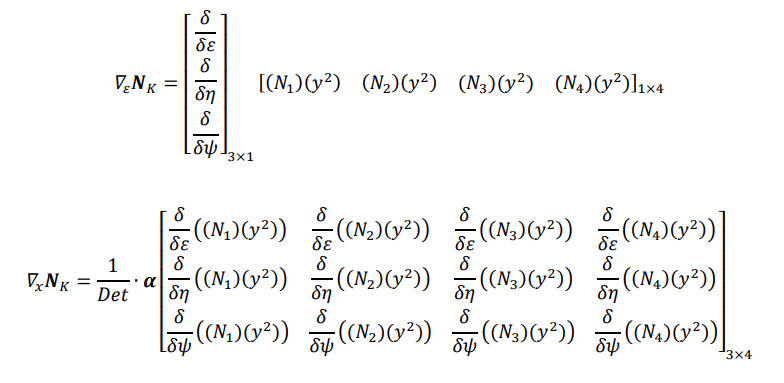 ∇_ε N_K = [δ/δε; δ/δη; δ/δψ]_{3×1} [(N_1)(y^2) (N_2)(y^2) (N_3)(y^2) (N_4)(y^2)]_{1×4}
∇_x N_K = 1/Det · α [δ/δε((N_1)(y^2)) δ/δε((N_2)(y^2)) δ/δε((N_3)(y^2)) δ/δε((N_4)(y^2))
δ/δη((N_1)(y^2)) δ/δη((N_2)(y^2)) δ/δη((N_3)(y^2)) δ/δη((N_4)(y^2))
δ/δψ((N_1)(y^2)) δ/δψ((N_2)(y^2)) δ/δψ((N_3)(y^2)) δ/δψ((N_4)(y^2))]_{3×4}